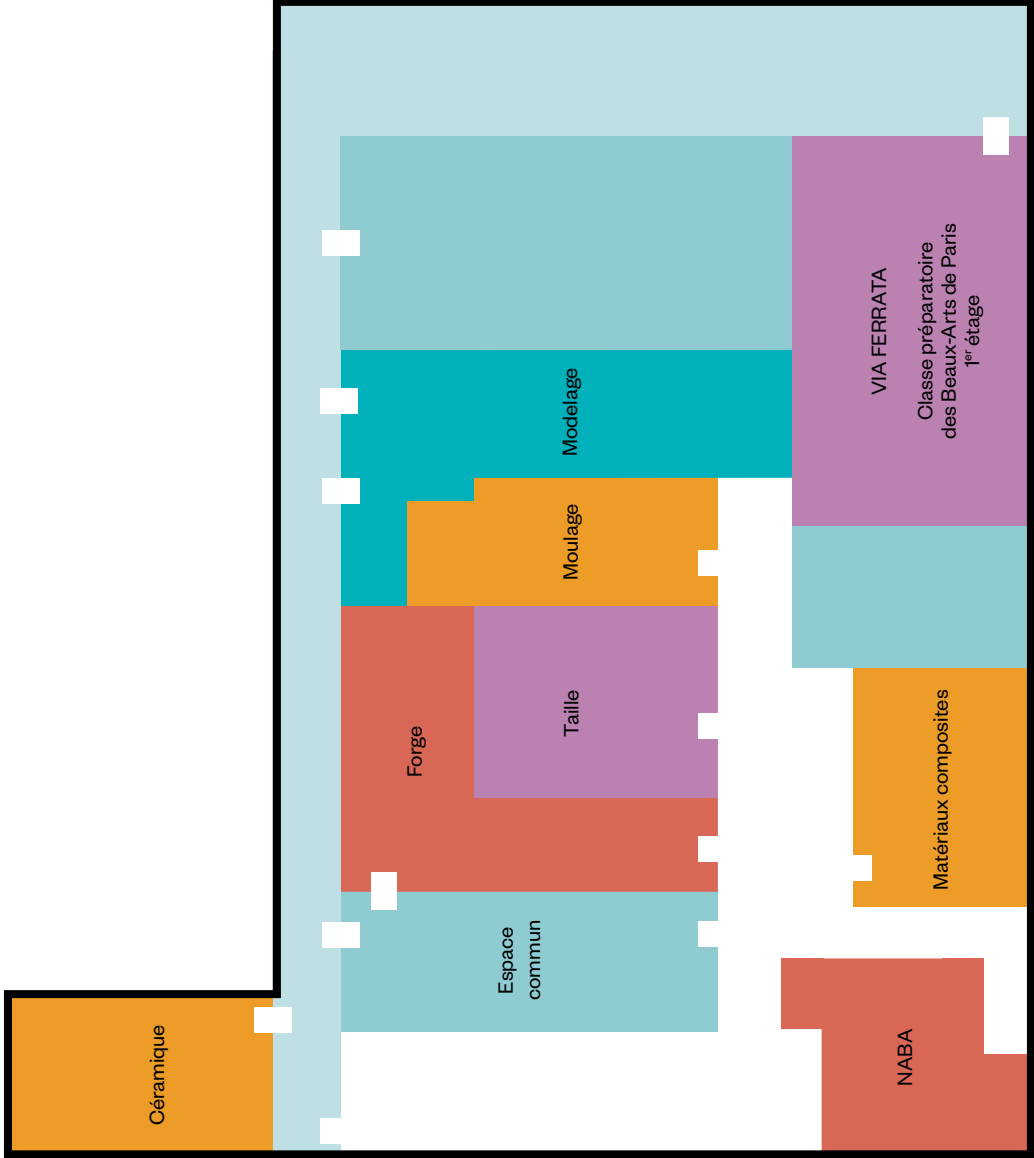 Céramique
Espace
commun
Forge
Taille
Moulage
Modelage
NABA
Matériaux composites
VIA FERRATA
Classe préparatoire
des Beaux-Arts de Paris
1er étage